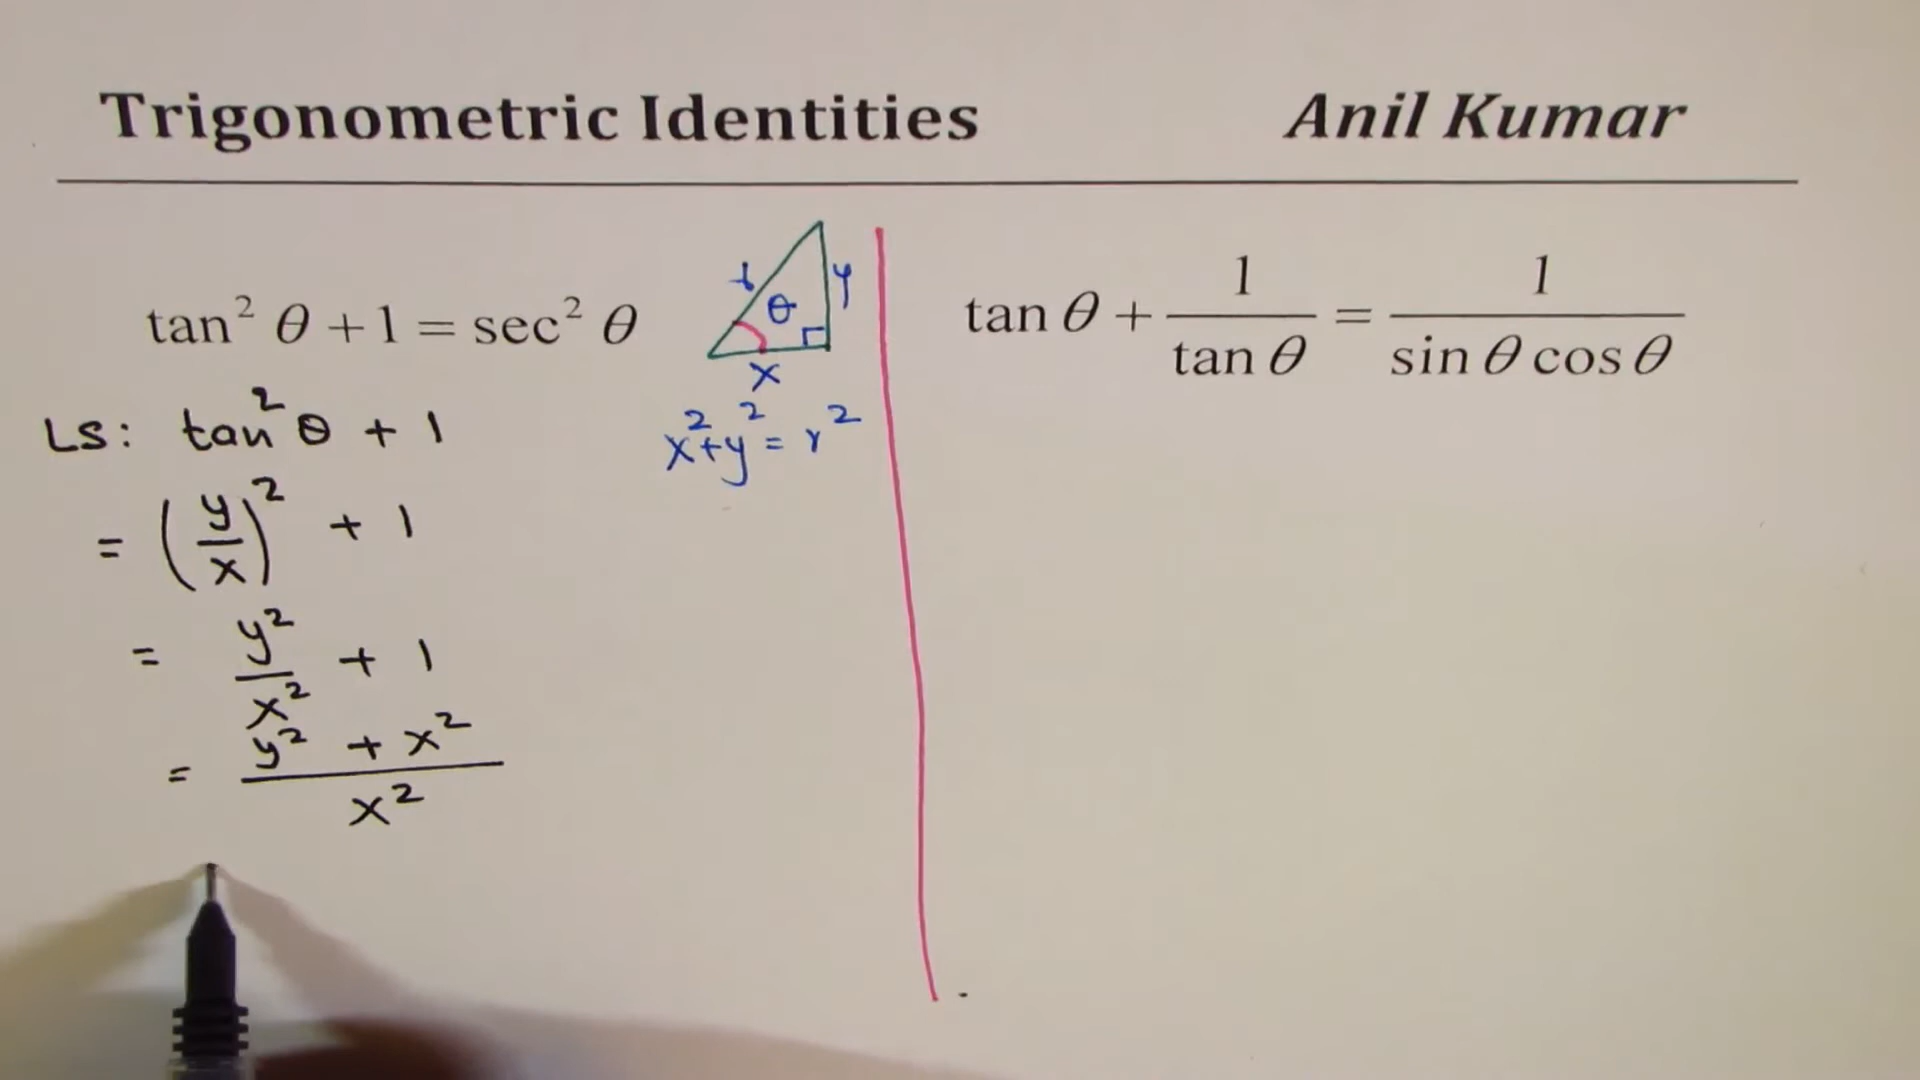 Trigonometric Identities Anil Kumar
tan² θ + 1 = sec² θ
LS: tan² θ + 1
= (y/x)² + 1
= y²/x² + 1
= (y² + x²)/x²
r
θ
y
x
x² + y² = r²
tan θ + 1/tan θ = 1/(sin θ cos θ)